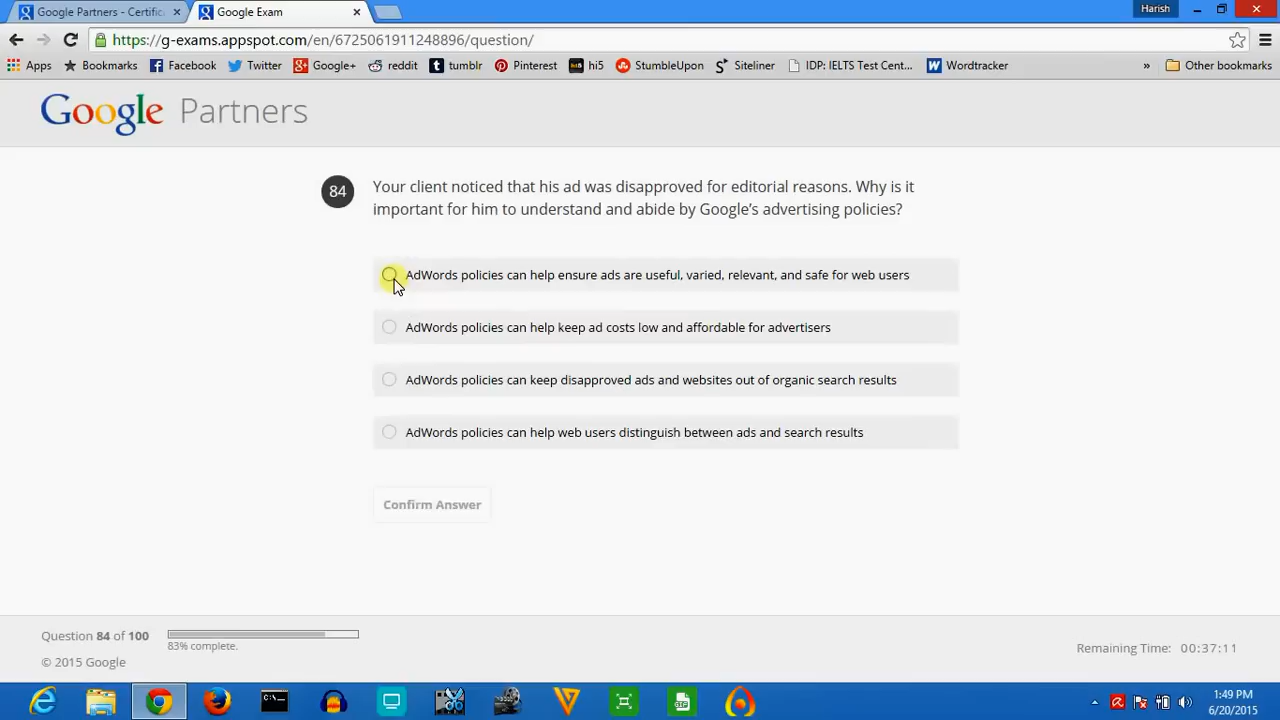 Google Partners - Certific
Google Exam
Harish
https://g-exams.appspot.com/en/6725061911248896/question/
Apps
Bookmarks
Facebook
Twitter
Google+
reddit
tumblr
Pinterest
hi5
StumbleUpon
Siteliner
IDP: IELTS Test Cent...
Wordtracker
»
Other bookmarks
Google Partners
84
Your client noticed that his ad was disapproved for editorial reasons. Why is it
important for him to understand and abide by Google's advertising policies?
AdWords policies can help ensure ads are useful, varied, relevant, and safe for web users
AdWords policies can help keep ad costs low and affordable for advertisers
AdWords policies can keep disapproved ads and websites out of organic search results
AdWords policies can help web users distinguish between ads and search results
Confirm Answer
Question 84 of 100
83% complete.
Remaining Time: 00:37:11
© 2015 Google
1:49 PM
6/20/2015